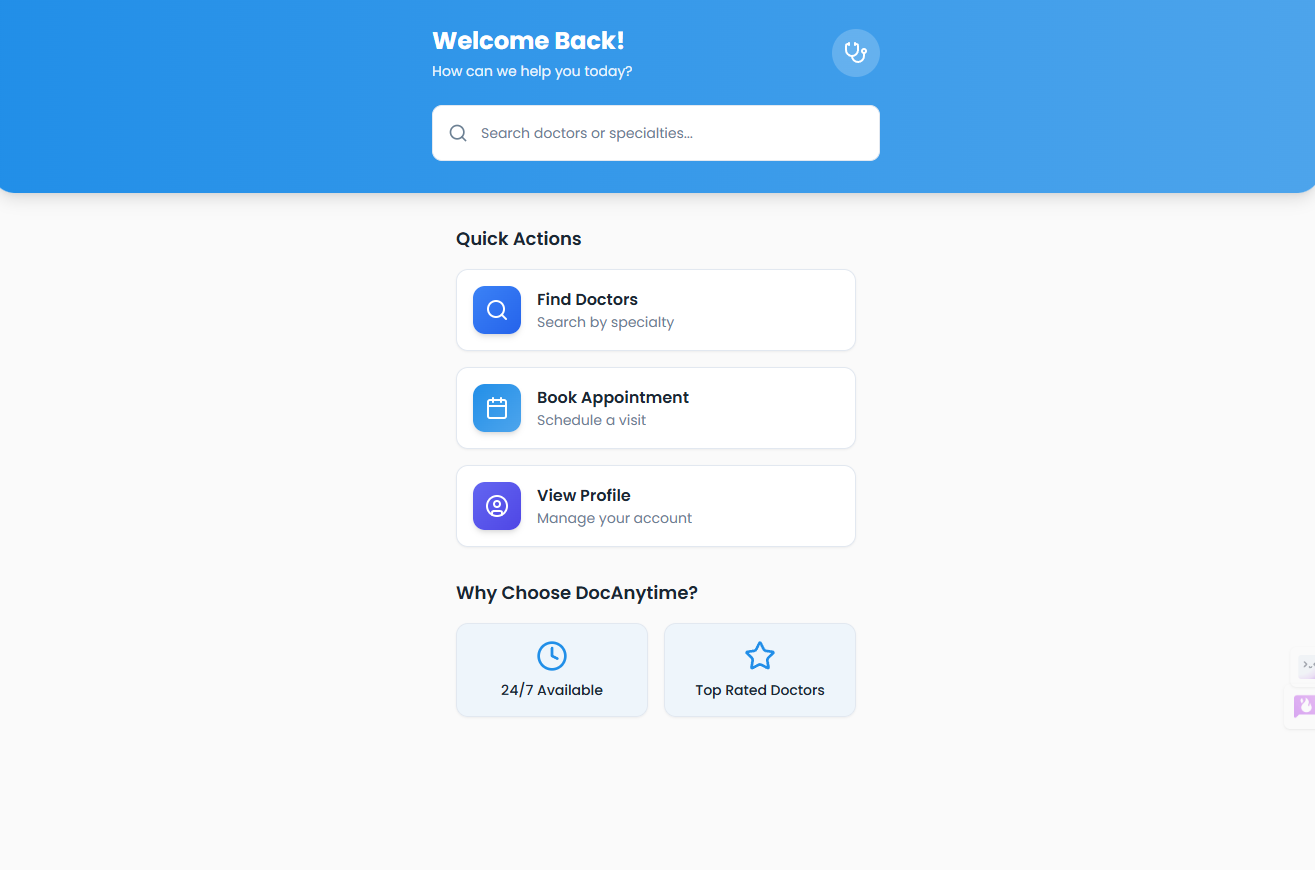 Welcome Back!
How can we help you today?
Search doctors or specialties...
Quick Actions
Find Doctors
Search by specialty
Book Appointment
Schedule a visit
View Profile
Manage your account
Why Choose DocAnytime?
24/7 Available
Top Rated Doctors